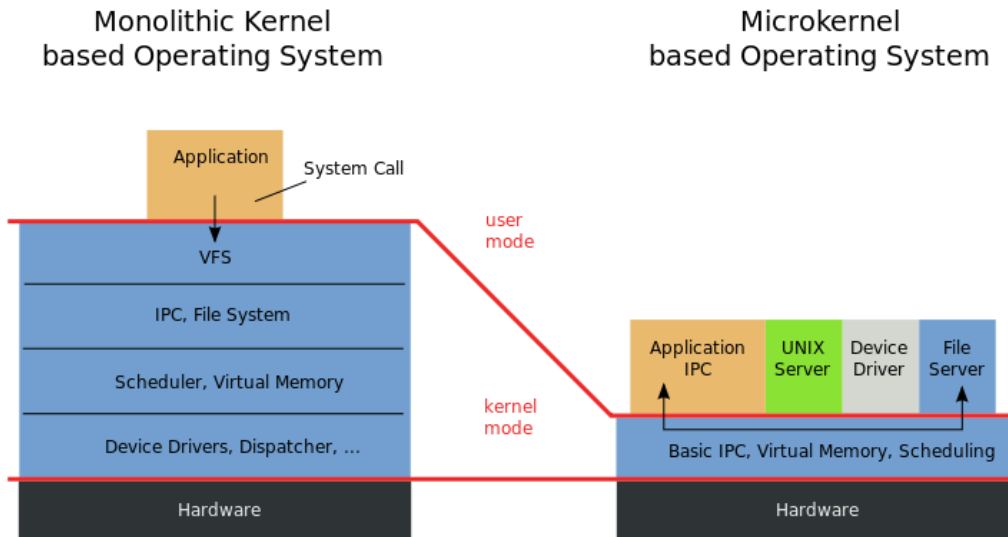 Monolithic Kernel
based Operating System
Microkernel
based Operating System
Application
System Call
user
mode
VFS
IPC, File System
Scheduler, Virtual Memory
kernel
mode
Device Drivers, Dispatcher, ...
Hardware
Application
IPC
UNIX
Server
Device
Driver
File
Server
Basic IPC, Virtual Memory, Scheduling
Hardware